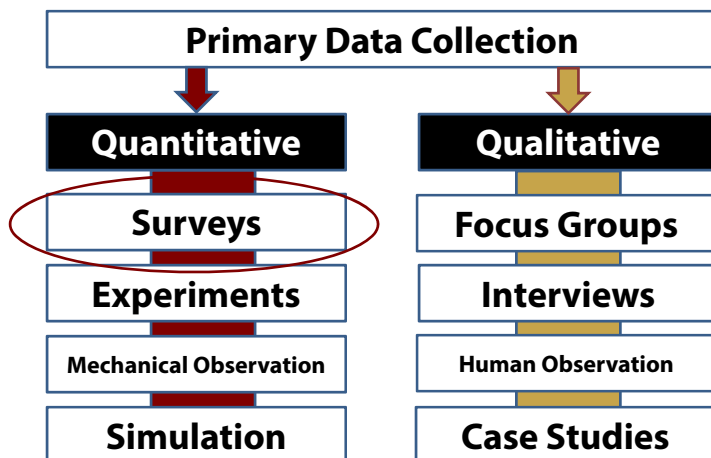 Primary Data Collection
Quantitative
Surveys
Experiments
Mechanical Observation
Simulation
Qualitative
Focus Groups
Interviews
Human Observation
Case Studies